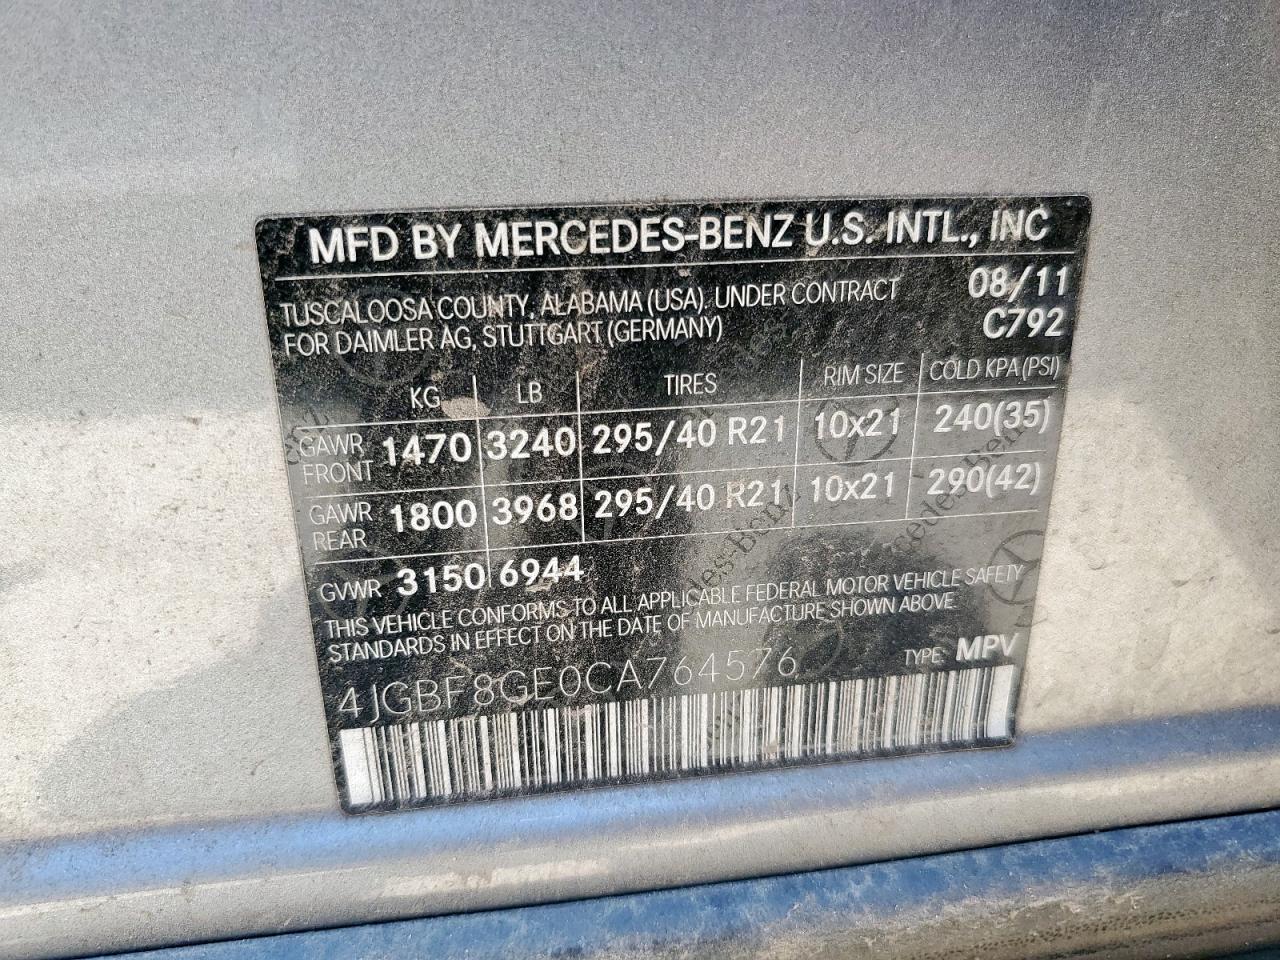 MFD BY MERCEDES-BENZ U.S. INTL., INC
TUSCALOOSA COUNTY, ALABAMA (USA). UNDER CONTRACT 08/11
FOR DAIMLER AG, STUTTGART (GERMANY) C792
KG LB TIRES RIM SIZE COLD KPA (PSI)
GAWR FRONT 1470 3240 295/40 R21 10x21 240(35)
GAWR REAR 1800 3968 295/40 R21 10x21 290(42)
GVWR 3150 6944
THIS VEHICLE CONFORMS TO ALL APPLICABLE FEDERAL MOTOR VEHICLE SAFETY
STANDARDS IN EFFECT ON THE DATE OF MANUFACTURE SHOWN ABOVE
4JGBF8GE0CA764576 TYPE: MPV